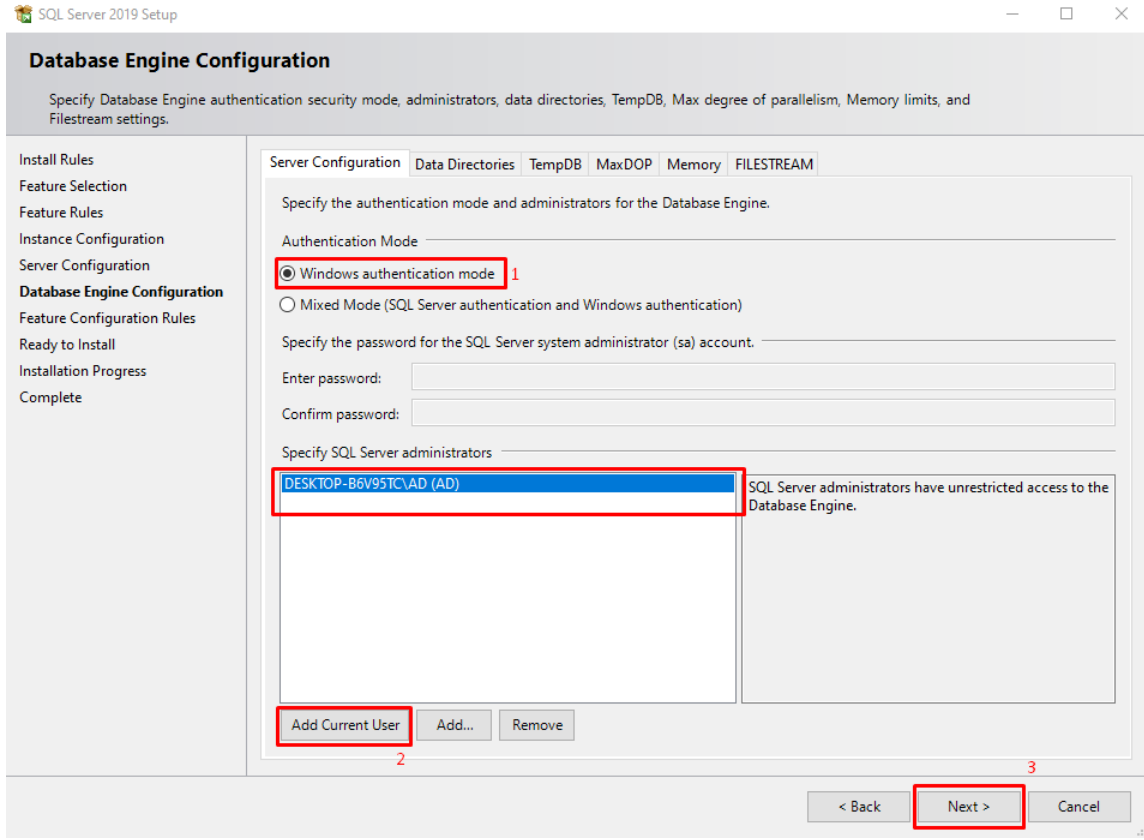 SQL Server 2019 Setup
Database Engine Configuration
Specify Database Engine authentication security mode, administrators, data directories, TempDB, Max degree of parallelism, Memory limits, and
Filestream settings.
Install Rules
Feature Selection
Feature Rules
Instance Configuration
Server Configuration
Database Engine Configuration
Feature Configuration Rules
Ready to Install
Installation Progress
Complete
Server Configuration Data Directories TempDB MaxDOP Memory FILESTREAM
Specify the authentication mode and administrators for the Database Engine.
Authentication Mode
Windows authentication mode 1
Mixed Mode (SQL Server authentication and Windows authentication)
Specify the password for the SQL Server system administrator (sa) account.
Enter password:
Confirm password:
Specify SQL Server administrators
DESKTOP-B6V95TC\AD (AD)
SQL Server administrators have unrestricted access to the
Database Engine.
Add Current User Add... Remove
2
3
< Back Next > Cancel